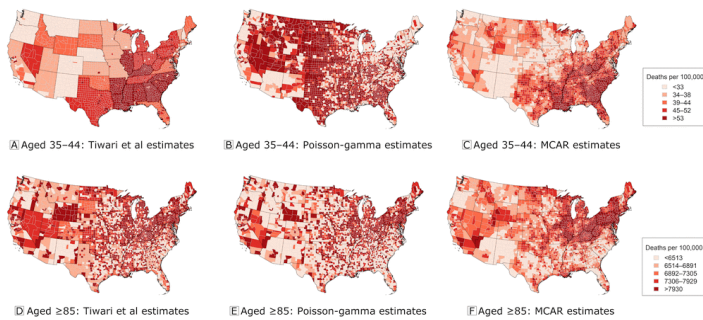 Deaths per 100,000
<33
34–38
39–44
45–52
>53
A Aged 35–44: Tiwari et al estimates
B Aged 35–44: Poisson-gamma estimates
C Aged 35–44: MCAR estimates
Deaths per 100,000
<6513
6514–6891
6892–7305
7306–7929
>7930
D Aged ≥85: Tiwari et al estimates
E Aged ≥85: Poisson-gamma estimates
F Aged ≥85: MCAR estimates